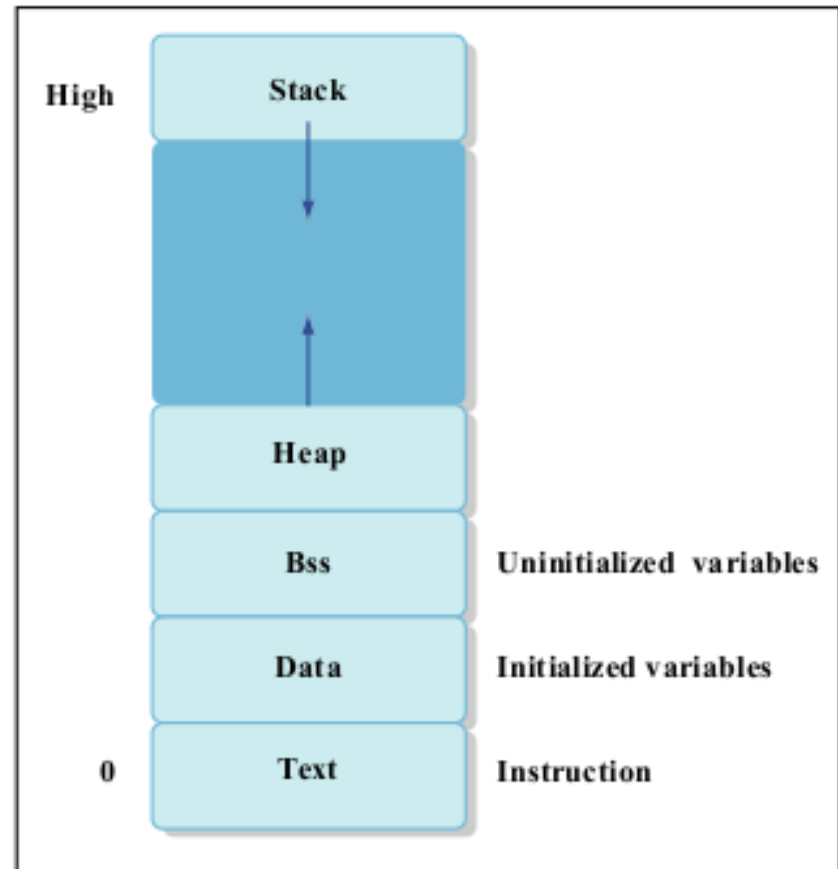 High
Stack
Heap
Bss
Uninitialized variables
Data
Initialized variables
0
Text
Instruction